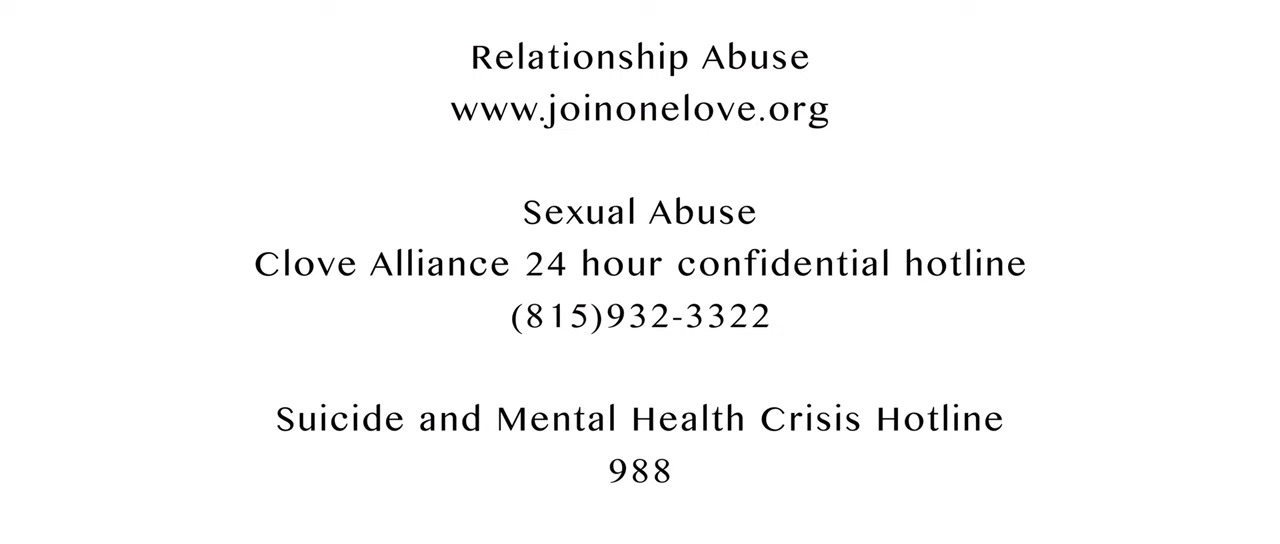 Relationship Abuse
www.joinonelove.org
Sexual Abuse
Clove Alliance 24 hour confidential hotline
(815)932-3322
Suicide and Mental Health Crisis Hotline
988